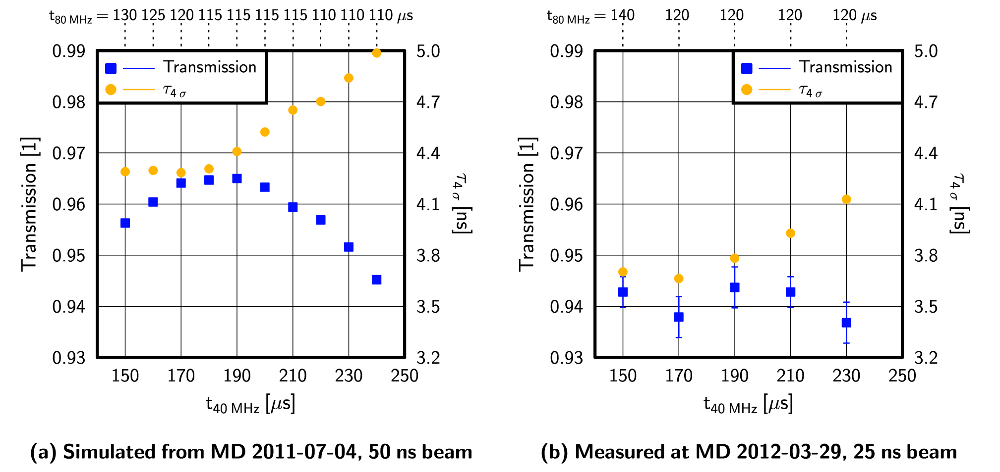 t80 MHz = 130 125 120 115 115 115 115 110 110 110 μs
0.99
0.98
0.97
0.96
0.95
0.94
0.93
Transmission [1]
Transmission
τ4 σ
5.0
4.7
4.4
4.1
3.8
3.5
3.2
τ4 σ [ns]
150 170 190 210 230 250
t40 MHz [μs]
(a) Simulated from MD 2011-07-04, 50 ns beam
t80 MHz = 140 120 120 120 120 μs
0.99
0.98
0.97
0.96
0.95
0.94
0.93
Transmission [1]
Transmission
τ4 σ
5.0
4.7
4.4
4.1
3.8
3.5
3.2
τ4 σ [ns]
150 170 190 210 230 250
t40 MHz [μs]
(b) Measured at MD 2012-03-29, 25 ns beam